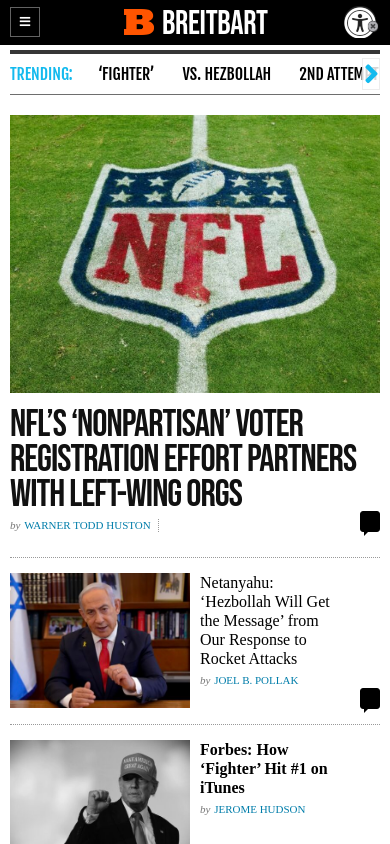 BREITBART
TRENDING: ‘FIGHTER’ VS. HEZBOLLAH 2ND ATTEM
NFL
NFL’S ‘NONPARTISAN’ VOTER
REGISTRATION EFFORT PARTNERS
WITH LEFT-WING ORGS
by WARNER TODD HUSTON
Netanyahu:
‘Hezbollah Will Get
the Message’ from
Our Response to
Rocket Attacks
by JOEL B. POLLAK
Forbes: How
‘Fighter’ Hit #1 on
iTunes
by JEROME HUDSON